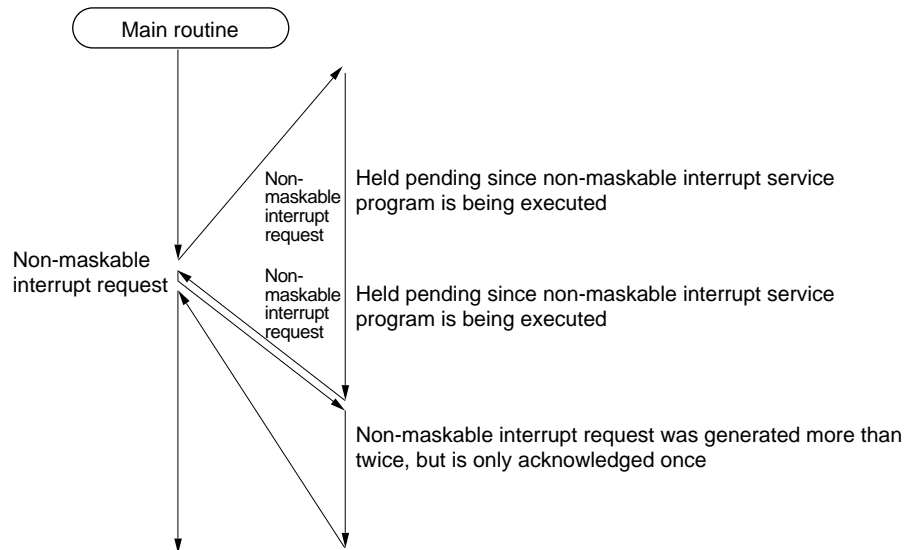 Main routine
Non-
maskable
interrupt
request
Held pending since non-maskable interrupt service
program is being executed
Non-maskable
interrupt request
Non-
maskable
interrupt
request
Held pending since non-maskable interrupt service
program is being executed
Non-maskable interrupt request was generated more than
twice, but is only acknowledged once